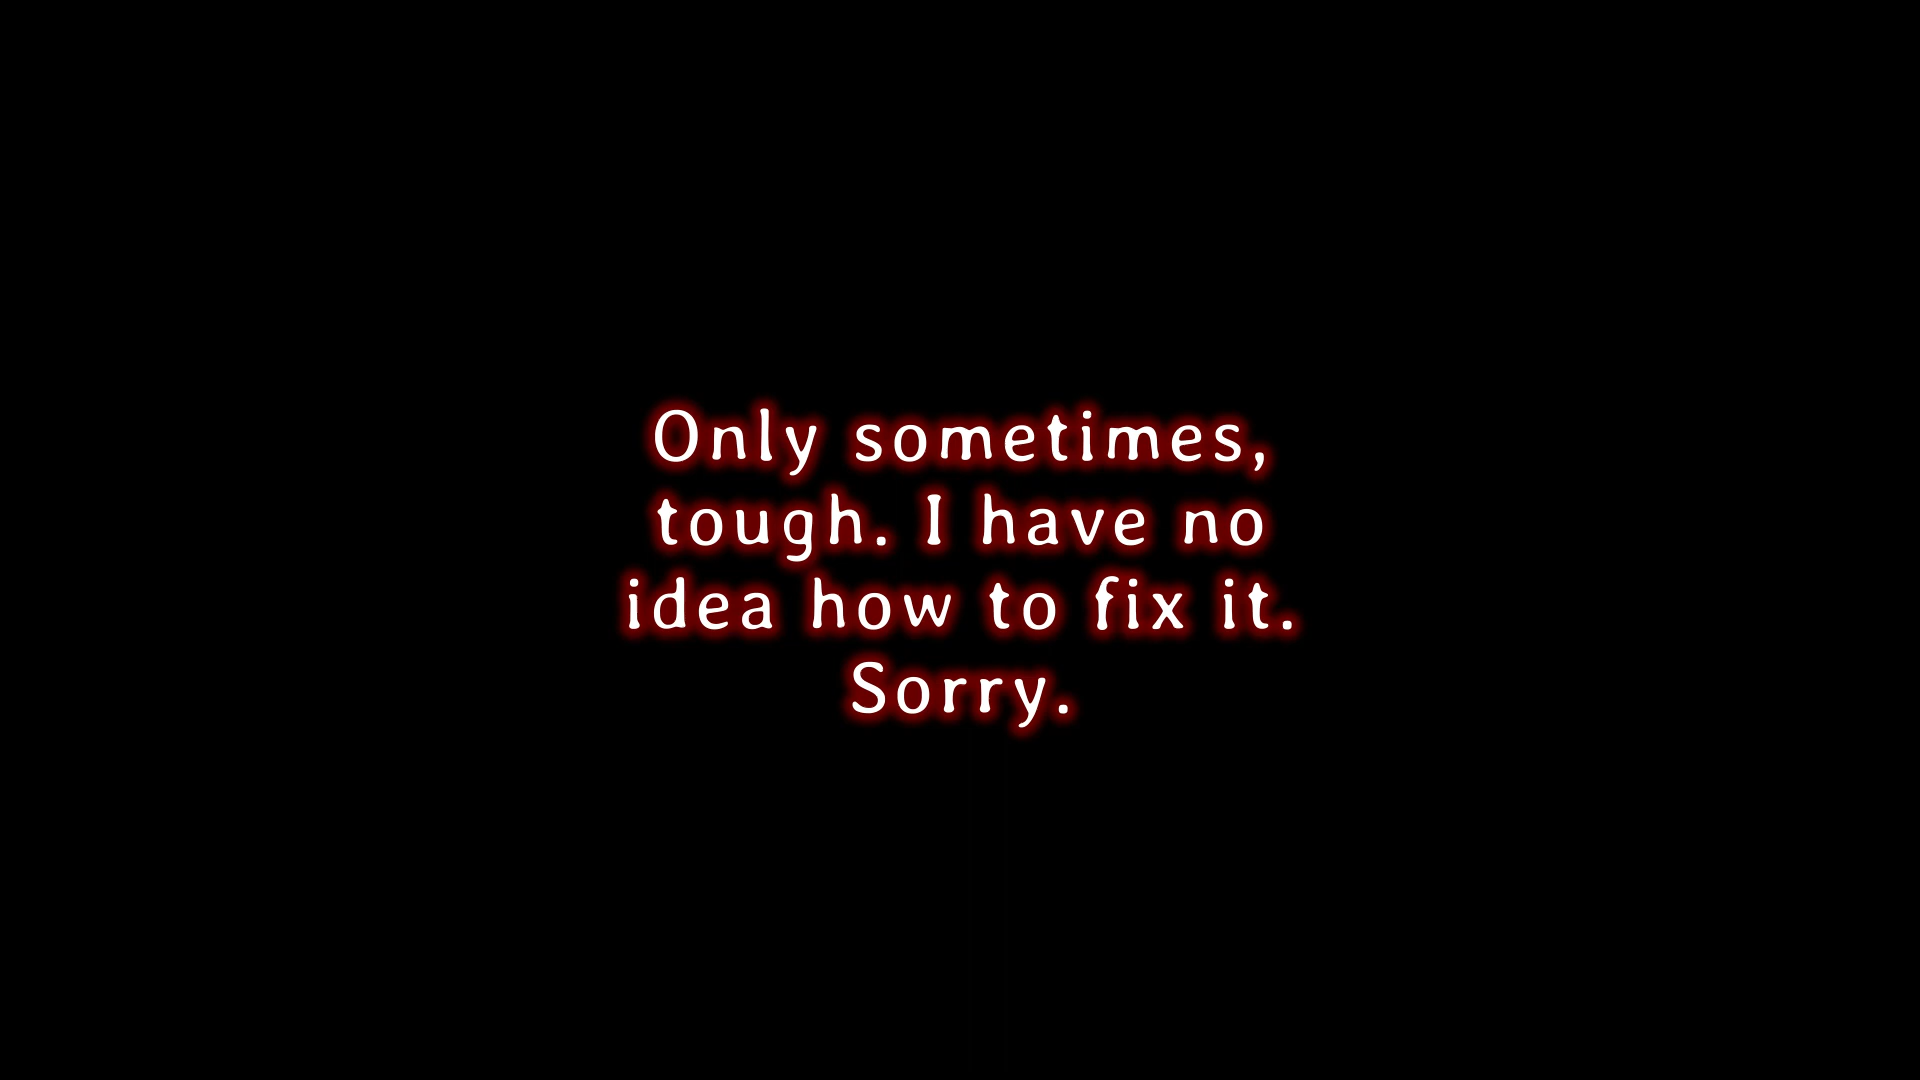 Only sometimes,
tough. I have no
idea how to fix it.
Sorry.